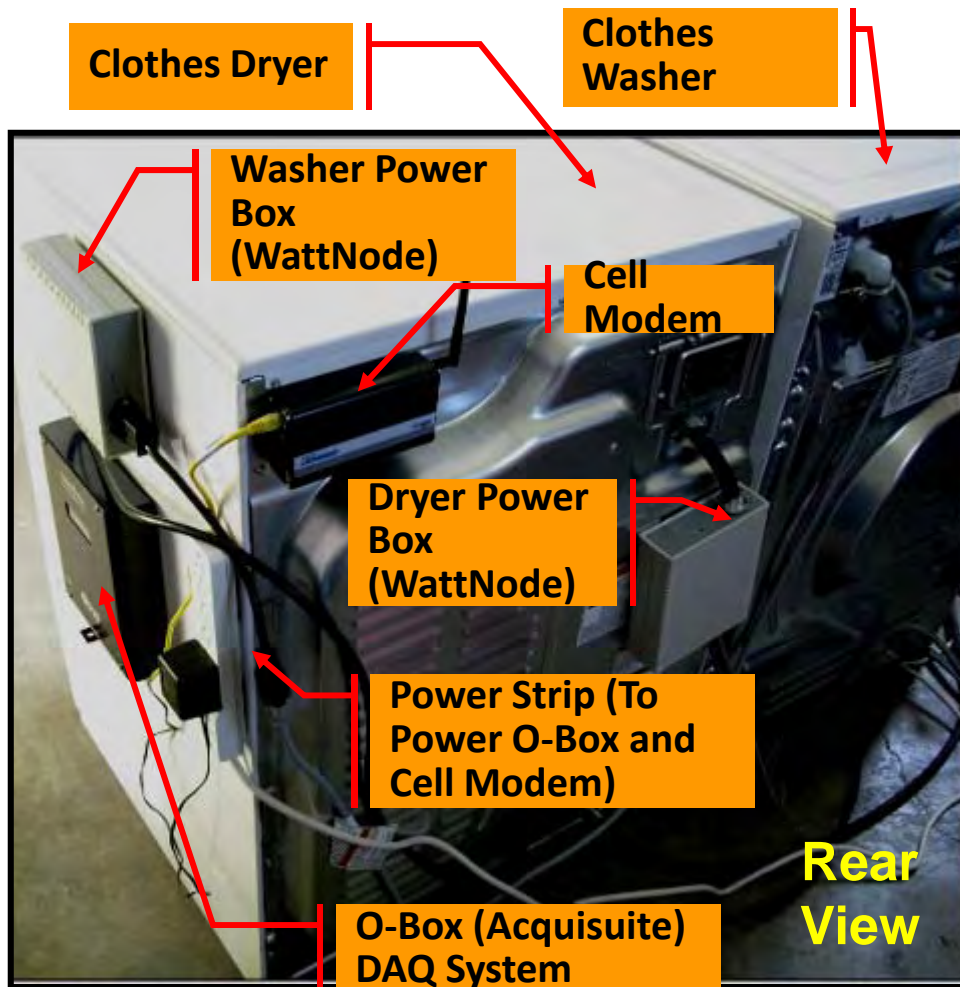 Clothes Dryer
Clothes
Washer
Washer Power
Box
(WattNode)
Cell
Modem
Dryer Power
Box
(WattNode)
Power Strip (To
Power O-Box and
Cell Modem)
Rear
View
O-Box (Acquisuite)
DAQ System